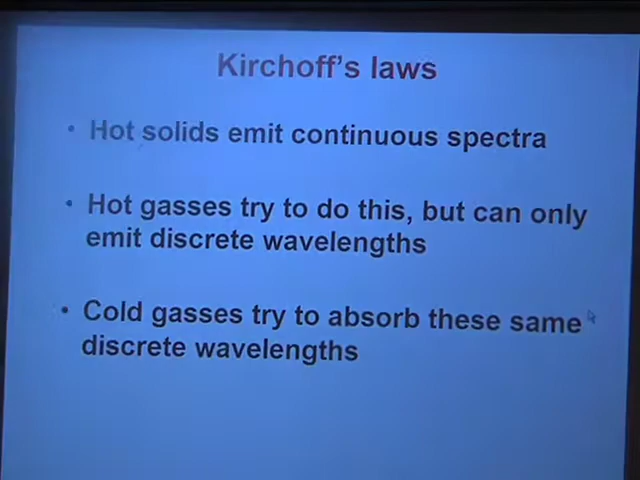 Kirchoff's laws
• Hot solids emit continuous spectra
• Hot gasses try to do this, but can only
emit discrete wavelengths
• Cold gasses try to absorb these same
discrete wavelengths